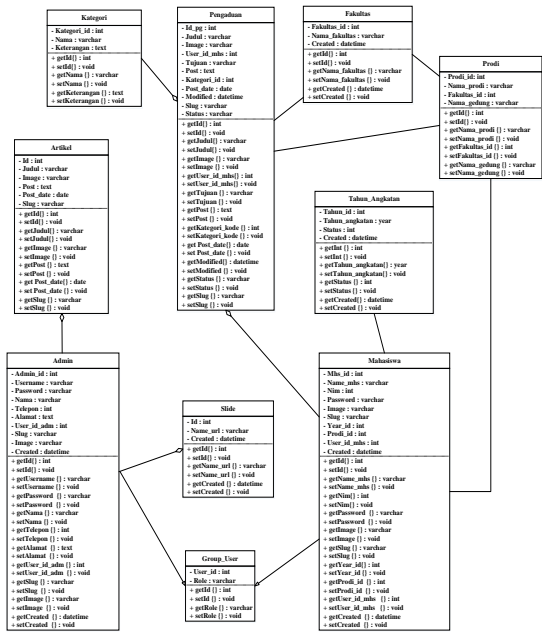 Kategori
- Kategori_id : int
- Nama : varchar
- Keterangan : text
+ getId() : int
+ setId() : void
+ getNama () : varchar
+ setNama () : void
+ getKeterangan () : text
+ setKeterangan () : void
Pengaduan
- Id_pg : int
- Judul : varchar
- Image : varchar
- User_id_mhs : int
- Tujuan : varchar
- Post : text
- Kategori_id : int
- Post_date : date
- Modified : datetime
- Slug : varchar
- Status : varchar
+ getId() : int
+ setId() : void
+ getJudul() : varchar
+ setJudul() : void
+ getImage () : varchar
+ setImage () : void
+ getUser_id_mhs() : int
+ setUser_id_mhs() : void
+ getTujuan () : varchar
+ setTujuan () : void
+ getPost () : text
+ setPost () : void
+ getKategori_kode () : int
+ setKategori_kode () : void
+ get Post_date() : date
+ set Post_date() : void
+ getModified() : datetime
+ setModified () : void
+ getStatus () : varchar
+ setStatus () : void
+ getSlug () : varchar
+ setSlug () : void
Fakultas
- Fakultas_id : int
- Nama_fakultas : varchar
- Created : datetime
+ getId() : int
+ setId() : void
+ getNama_fakultas () : varchar
+ setNama_fakultas () : void
+ getCreated () : datetime
+ setCreated () : void
Prodi
- Prodi_id: int
- Nama_prodi : varchar
- Fakultas_id : int
- Nama_gedung : varchar
+ getId() : int
+ setId() : void
+ getNama_prodi () : varchar
+ setNama_prodi () : void
+ getFakultas_id () : int
+ setFakultas_id () : void
+ getNama_gedung () : varchar
+ setNama_gedung () : void
Artikel
- Id : int
- Judul : varchar
- Image : varchar
- Post : text
- Post_date : date
- Slug : varchar
+ getId() : int
+ setId() : void
+ getJudul() : varchar
+ setJudul() : void
+ getImage () : varchar
+ setImage () : void
+ getPost () : text
+ setPost () : void
+ get Post_date() : date
+ set Post_date() : void
+ getSlug () : varchar
+ setSlug () : void
Tahun_Angkatan
- Tahun_id : int
- Tahun_angkatan : year
- Status : int
- Created : datetime
+ getInt () : int
+ setInt () : void
+ getTahun_angkatan() : year
+ setTahun_angkatan() : void
+ getStatus () : int
+ setStatus () : void
+ getCreated() : datetime
+ setCreated () : void
Admin
- Admin_id : int
- Username : varchar
- Password : varchar
- Nama : varchar
- Telepon : int
- Alamat : text
- User_id_adm : int
- Slug : varchar
- Image : varchar
- Created : datetime
+ getId() : int
+ setId() : void
+ getUsername () : varchar
+ setUsername () : void
+ getPassword () : varchar
+ setPassword () : void
+ getNama () : varchar
+ setNama () : void
+ getTelepon () : int
+ setTelepon () : void
+ getAlamat () : text
+ setAlamat () : void
+ getUser_id_adm () : int
+ setUser_id_adm () : void
+ getSlug () : varchar
+ setSlug () : void
+ getImage () : varchar
+ setImage () : void
+ getCreated () : datetime
+ setCreated () : void
Slide
- Id : int
- Name_url : varchar
- Created : datetime
+ getId() : int
+ setId() : void
+ getName_url () : varchar
+ setName_url () : void
+ getCreated () : datetime
+ setCreated () : void
Group_User
- User_id : int
- Role : varchar
+ getId () : int
+ setId () : void
+ getRole () : varchar
+ setRole () : void
Mahasiswa
- Mhs_id : int
- Name_mhs : varchar
- Nim : int
- Password : varchar
- Image : varchar
- Slug : varchar
- Year_id : int
- Prodi_id : int
- User_id_mhs : int
- Created : datetime
+ getId() : int
+ setId() : void
+ getName_mhs () : varchar
+ setName_mhs () : void
+ getNim() : int
+ setNim() : void
+ getPassword () : varchar
+ setPassword () : void
+ getImage () : varchar
+ setImage () : void
+ getSlug () : varchar
+ setSlug () : void
+ getYear_id() : int
+ setYear_id () : void
+ getProdi_id () : int
+ setProdi_id () : void
+ getUser_id_mhs () : int
+ setUser_id_mhs () : void
+ getCreated () : datetime
+ setCreated () : void